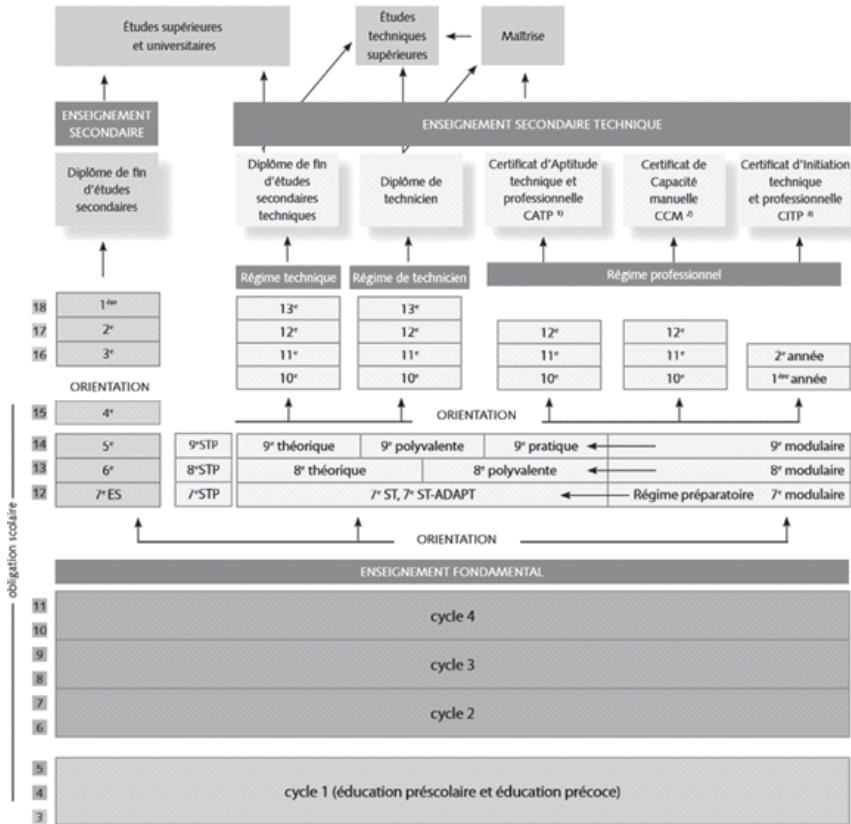 Études supérieures
et universitaires
Études
techniques
supérieures
Maîtrise
ENSEIGNEMENT
SECONDAIRE
ENSEIGNEMENT SECONDAIRE TECHNIQUE
Diplôme de fin
d'études
secondaires
Diplôme de fin
d'études
secondaires
techniques
Diplôme de
technicien
Certificat d'Aptitude
technique et
professionnelle
CATP 1)
Certificat de
Capacité
manuelle
CCM 2)
Certificat d'Initiation
technique
et professionnelle
CITP
Régime technique
Régime de technicien
Régime professionnel
18 1ère 13e 13e
17 2e 12e 12e 12e 12e
16 3e 11e 11e 11e 11e 2e année
10e 10e 10e 10e 1ère année
ORIENTATION
15 4e ORIENTATION
14 5e 9eSTP 9e théorique 9e polyvalente 9e pratique 9e modulaire
13 6e 8eSTP 8e théorique 8e polyvalente 8e modulaire
12 7e ES 7eSTP 7e ST, 7e ST-ADAPT Régime préparatoire 7e modulaire
ORIENTATION
obligation scolaire
ENSEIGNEMENT FONDAMENTAL
11
cycle 4
10
9
cycle 3
8
7
cycle 2
6
5
4 cycle 1 (éducation préscolaire et éducation précoce)
3